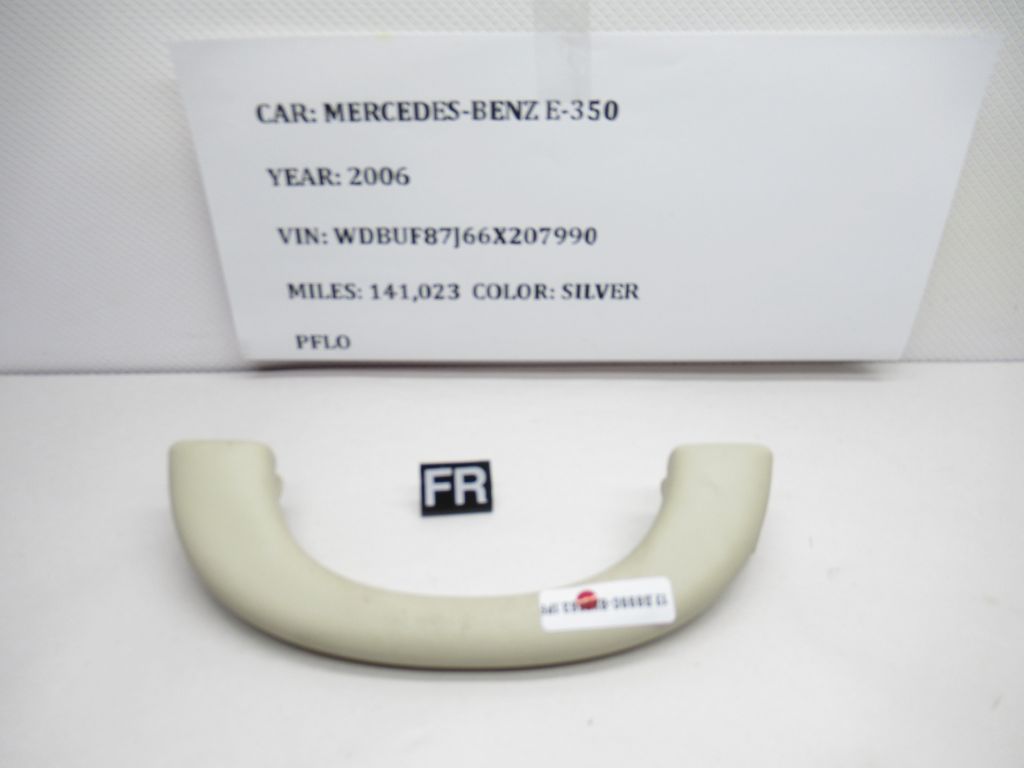 CAR: MERCEDES-BENZ E-350
YEAR: 2006
VIN: WDBUF87J66X207990
MILES: 141,023 COLOR: SILVER
PFLO
FR